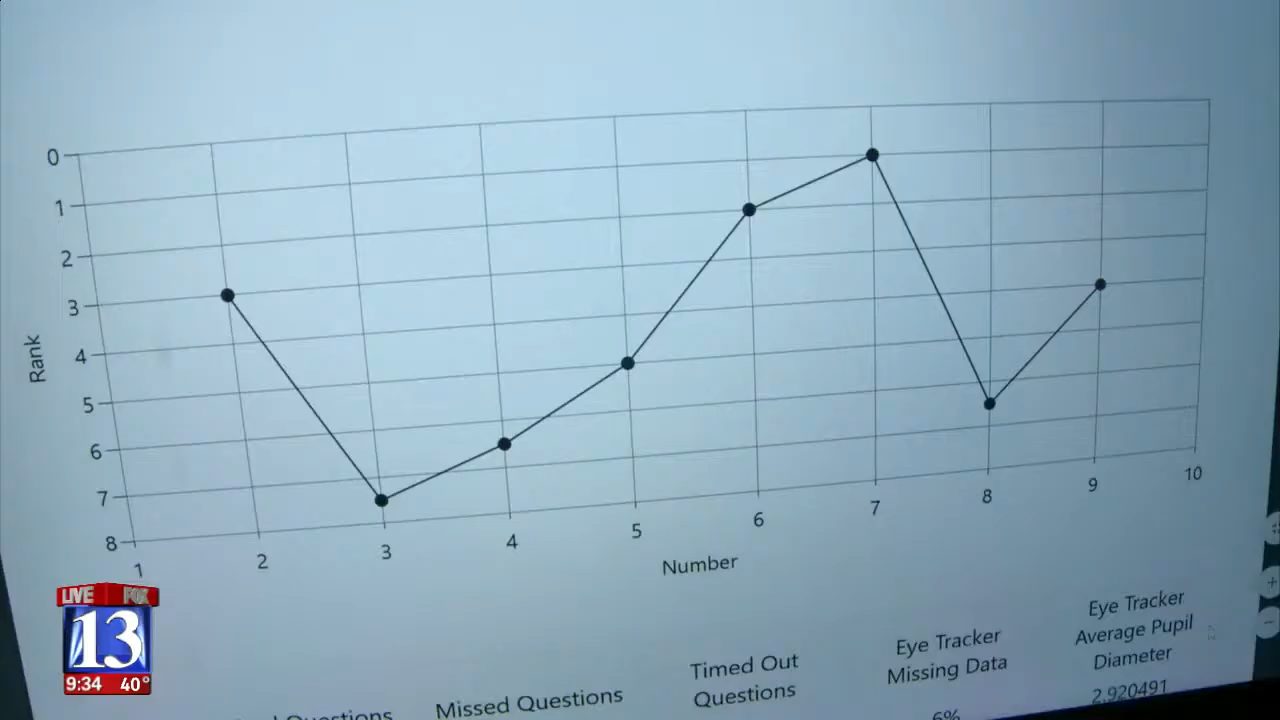 0
1
2
3
4
5
6
7
8
Rank
1
2
3
4
5
6
7
8
9
10
Number
Questions
Missed Questions
Timed Out
Questions
Eye Tracker
Missing Data
6%
Eye Tracker
Average Pupil
Diameter
2.920491
LIVE FOX
13
9:34 40°